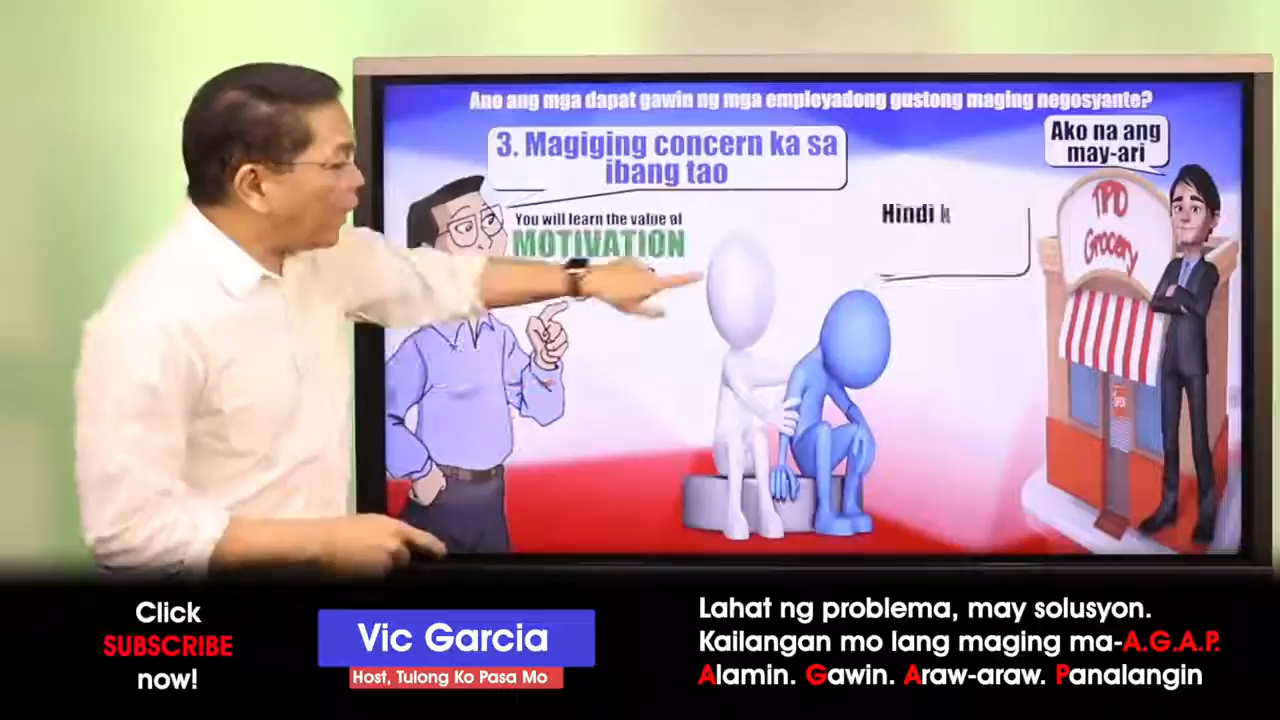 Ano ang mga dapat gawin ng mga empleyadong gustong maging negosyante?
3. Magiging concern ka sa
ibang tao
Ako na ang
may-ari
You will learn the value of
MOTIVATION
Hindi k
TPD
Grocery
OPEN
Click
SUBSCRIBE
now!
Vic Garcia
Host, Tulong Ko Pasa Mo
Lahat ng problema, may solusyon.
Kailangan mo lang maging ma-A.G.A.P.
Alamin. Gawin. Araw-araw. Panalangin